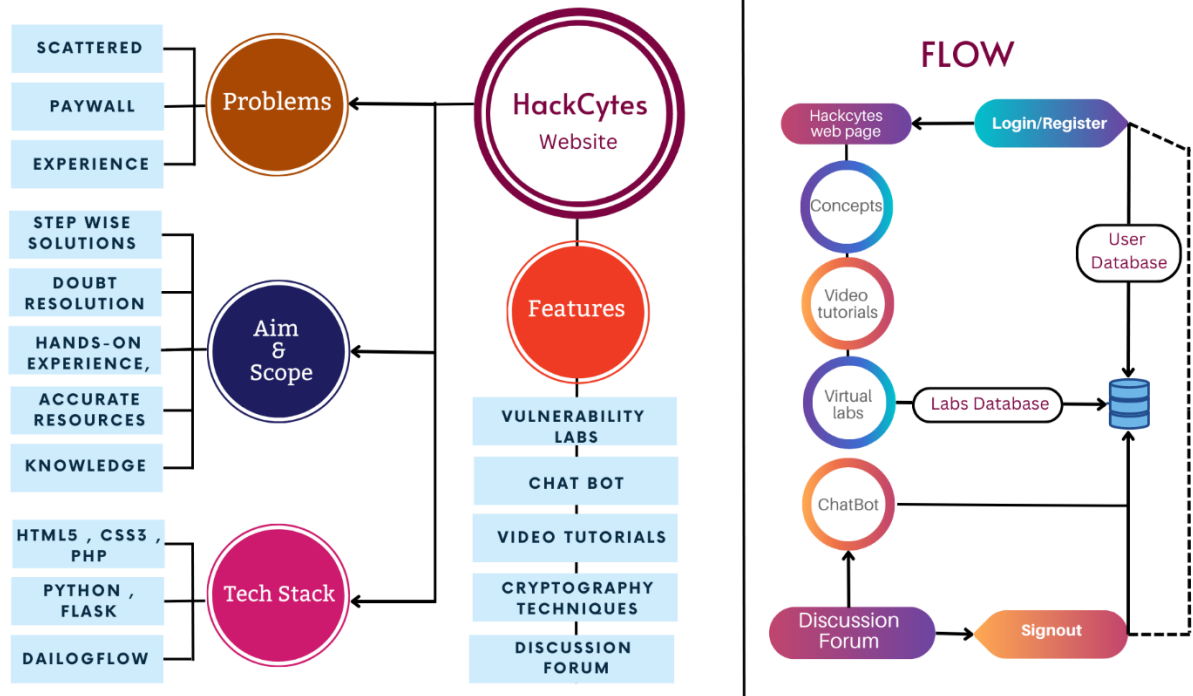 HackCytes
Website
Problems
SCATTERED
PAYWALL
EXPERIENCE
Aim
&
Scope
STEP WISE
SOLUTIONS
DOUBT
RESOLUTION
HANDS-ON
EXPERIENCE,
ACCURATE
RESOURCES
KNOWLEDGE
Tech Stack
HTML5 , CSS3 ,
PHP
PYTHON ,
FLASK
DAILOGFLOW
Features
VULNERABILITY
LABS
CHAT BOT
VIDEO TUTORIALS
CRYPTOGRAPHY
TECHNIQUES
DISCUSSION
FORUM
FLOW
Login/Register
Hackcytes
web page
Concepts
Video
tutorials
Virtual
labs
ChatBot
Discussion
Forum
Signout
User
Database
Labs Database